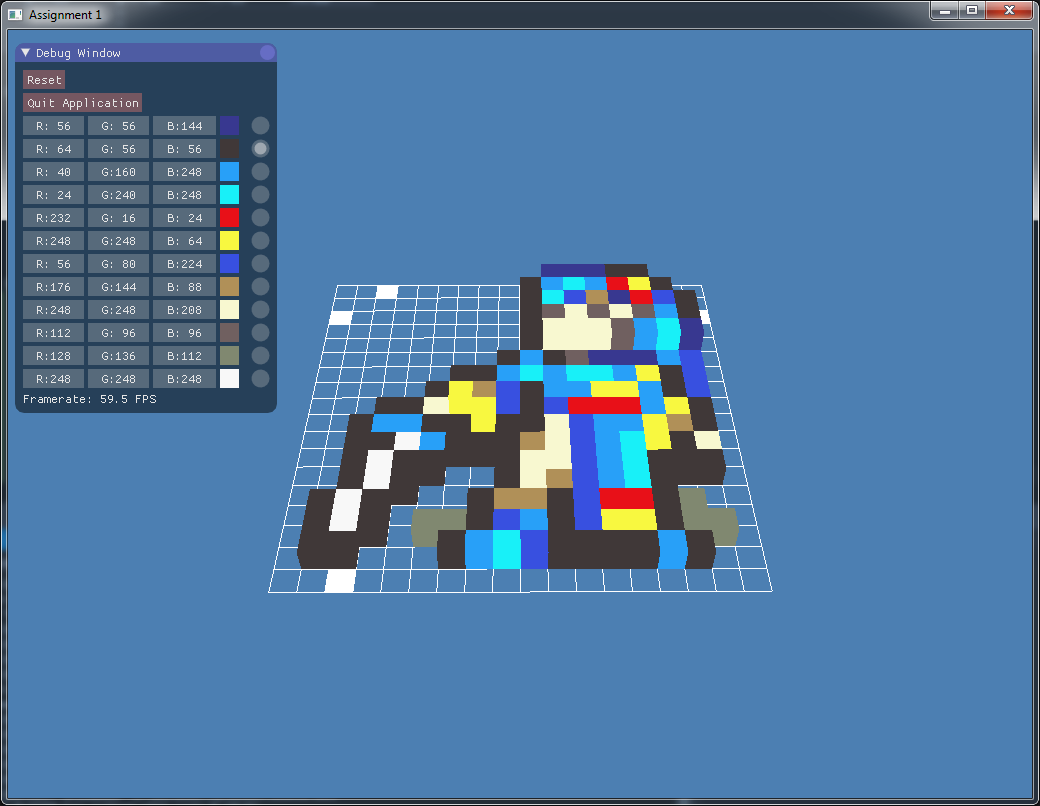 Assignment 1
Debug Window
Reset
Quit Application
R: 56 G: 56 B:144
R: 64 G: 56 B: 56
R: 40 G:160 B:248
R: 24 G:240 B:248
R:232 G: 16 B: 24
R:248 G:248 B: 64
R: 56 G: 80 B:224
R:176 G:144 B: 88
R:248 G:248 B:208
R:112 G: 96 B: 96
R:128 G:136 B:112
R:248 G:248 B:248
Framerate: 59.5 FPS